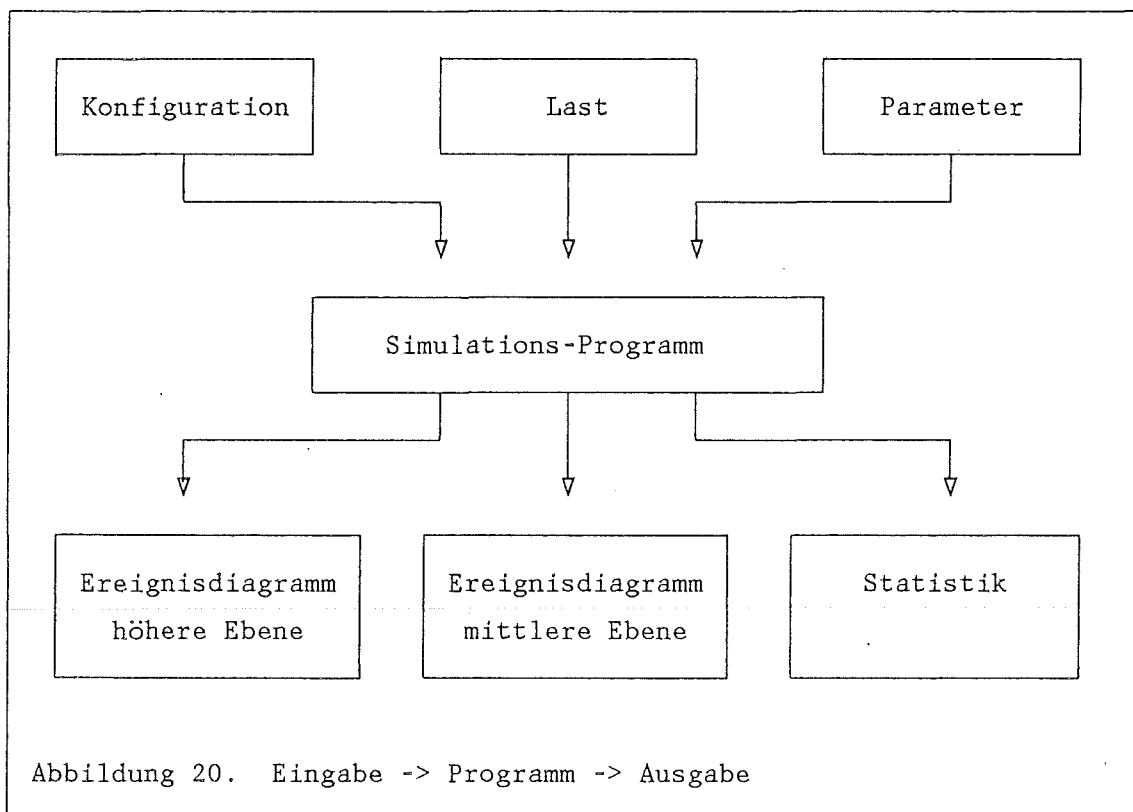 Konfiguration
Last
Parameter
Simulations-Programm
Ereignisdiagramm
höhere Ebene
Ereignisdiagramm
mittlere Ebene
Statistik
Abbildung 20. Eingabe -> Programm -> Ausgabe